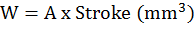 W = A x Stroke (mm³)